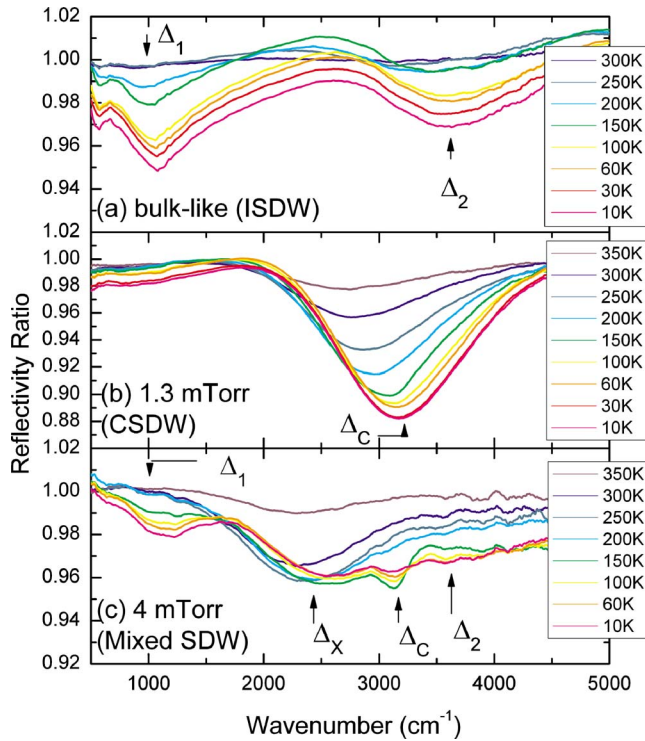 1.02
1.00
0.98
0.96
0.94
Δ1
Δ2
(a) bulk-like (ISDW)
300K
250K
200K
150K
100K
60K
30K
10K
1.02
1.00
0.98
0.96
0.94
0.92
0.90
0.88
ΔC
(b) 1.3 mTorr
(CSDW)
350K
300K
250K
200K
150K
100K
60K
30K
10K
Reflectivity Ratio
1.02
1.00
0.98
0.96
0.94
0.92
Δ1
ΔX
ΔC
Δ2
(c) 4 mTorr
(Mixed SDW)
350K
300K
250K
200K
150K
100K
60K
10K
1000 2000 3000 4000 5000
Wavenumber (cm-1)